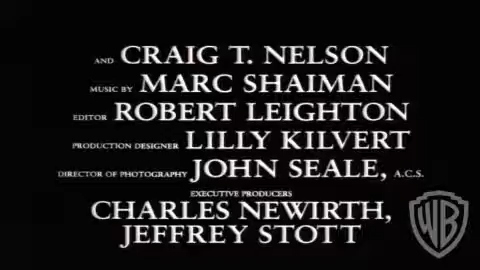 AND CRAIG T. NELSON
MUSIC BY MARC SHAIMAN
EDITOR ROBERT LEIGHTON
PRODUCTION DESIGNER LILLY KILVERT
DIRECTOR OF PHOTOGRAPHY JOHN SEALE, A.C.S.
EXECUTIVE PRODUCERS
CHARLES NEWIRTH,
JEFFREY STOTT
WB